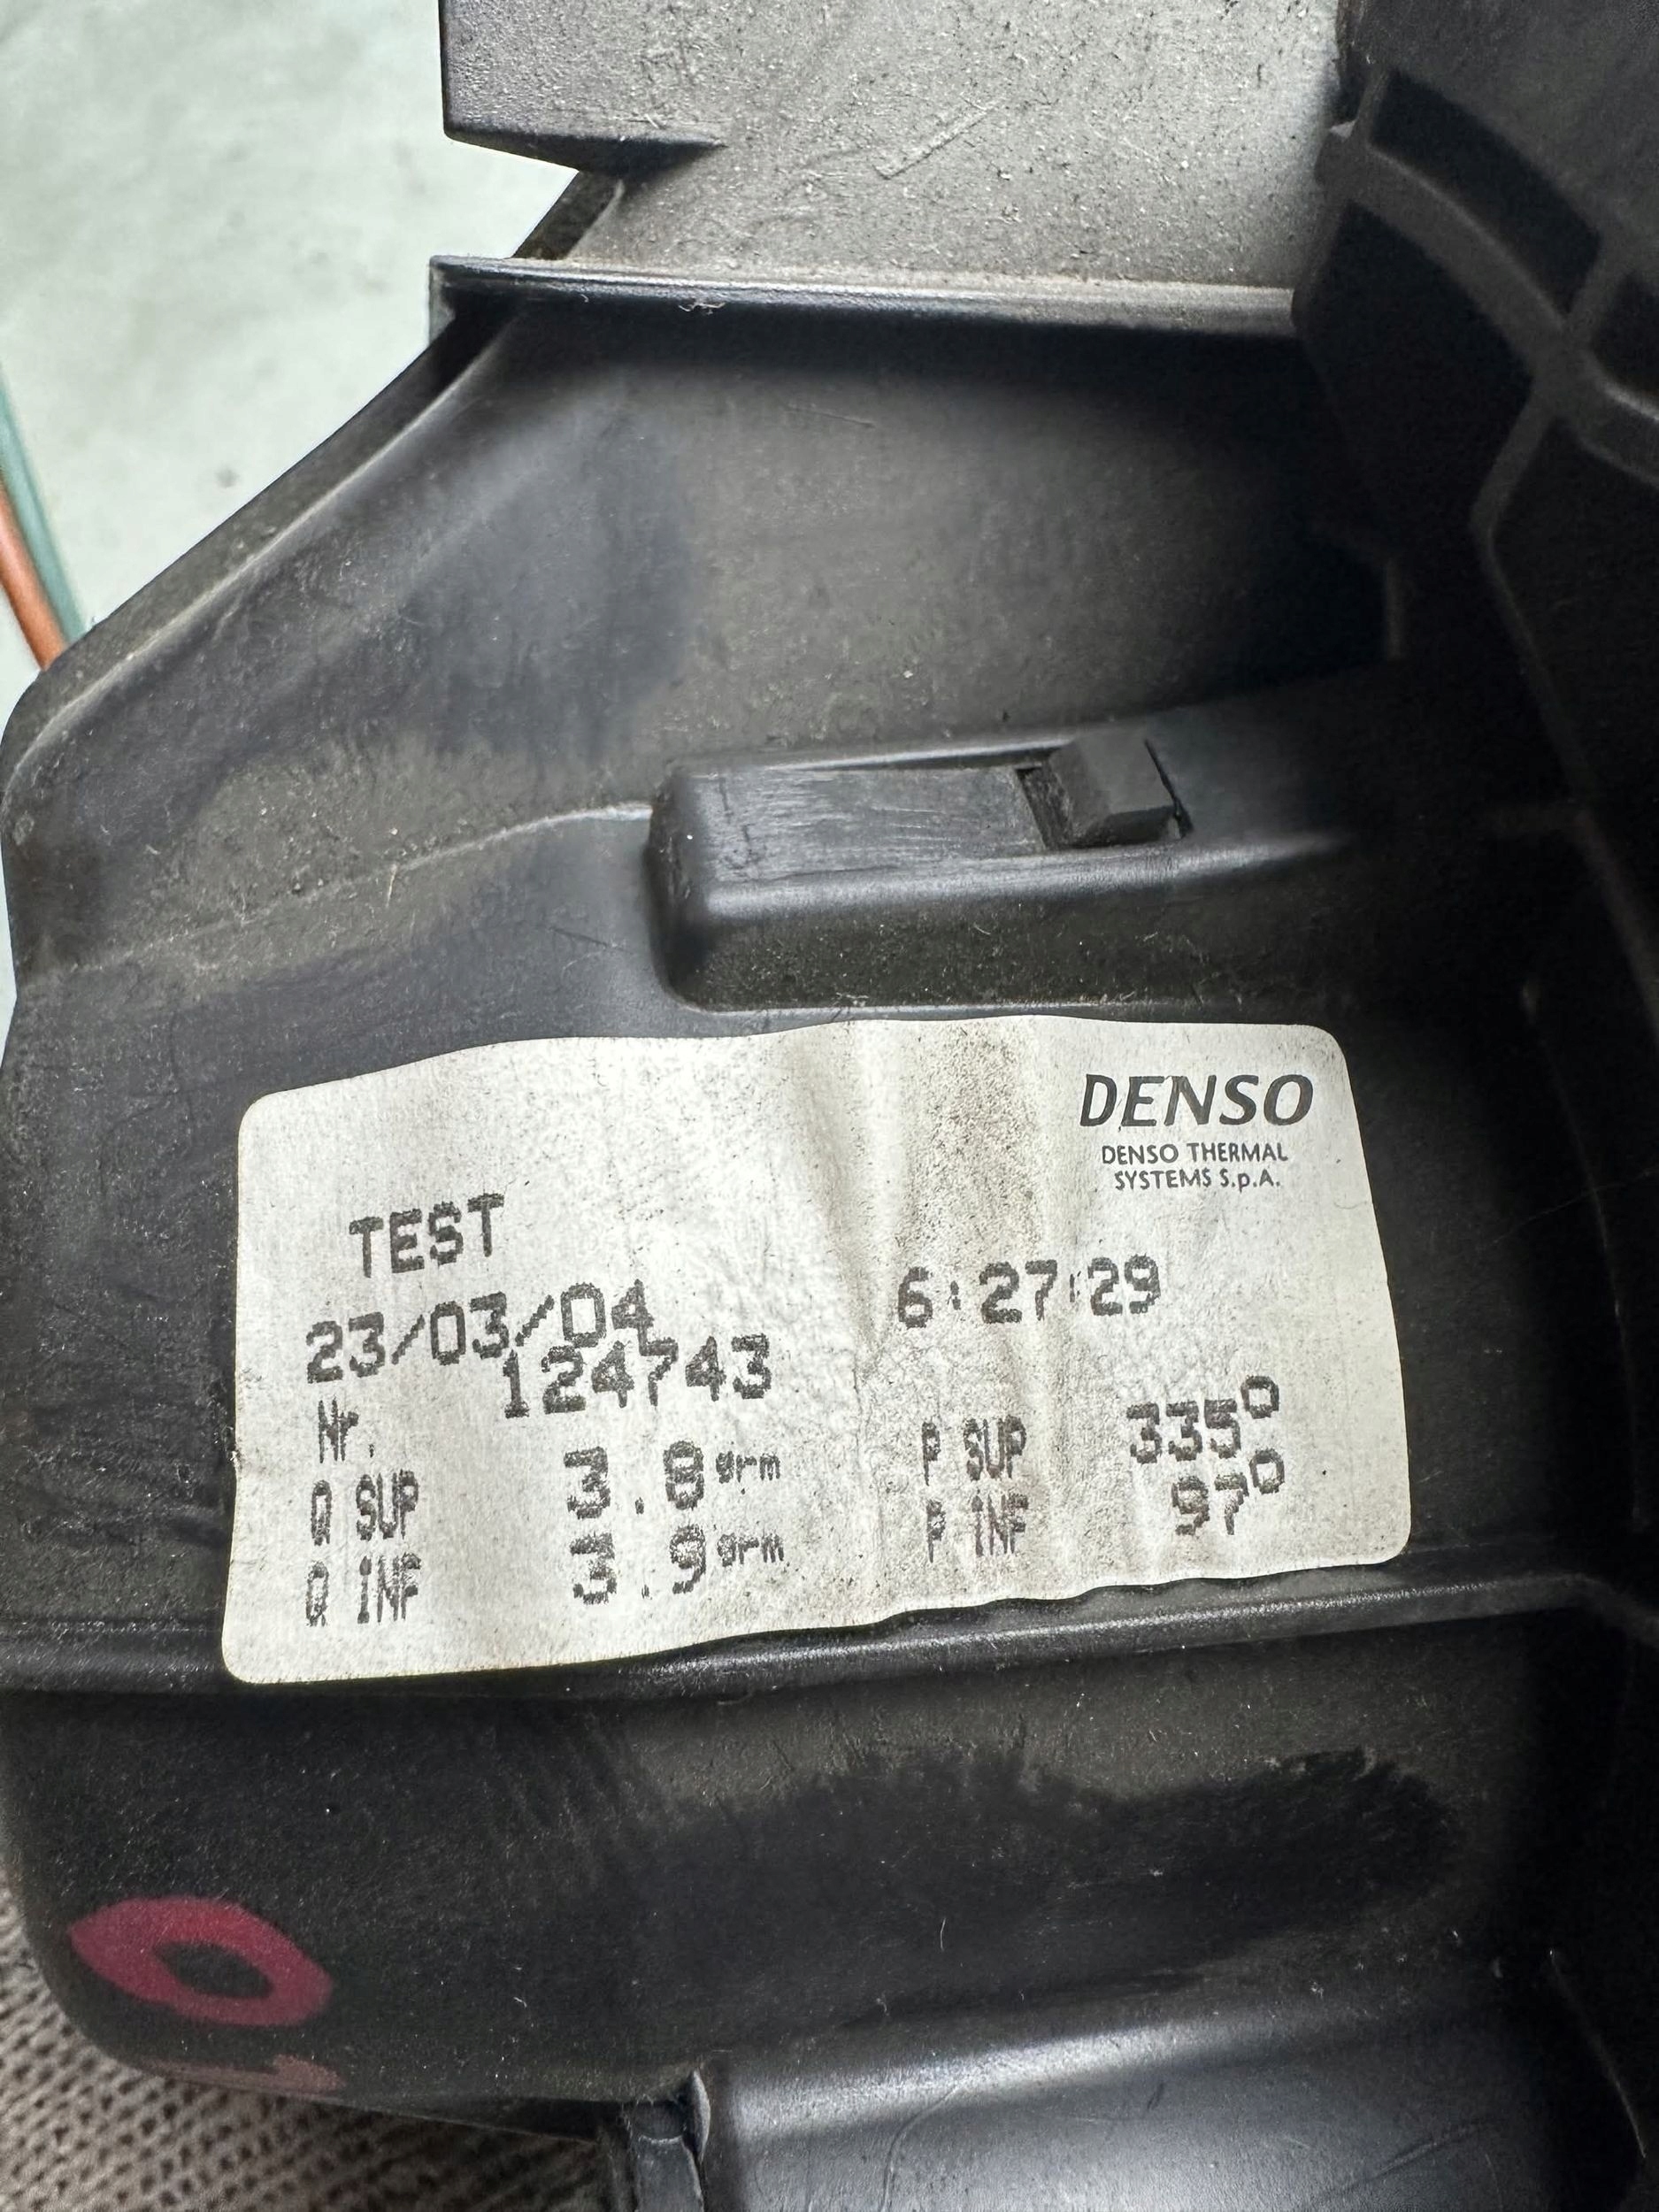 DENSO
DENSO THERMAL
SYSTEMS S.p.A.
TEST
23/03/04 6:27:29
Nr. 124743
Q SUP 3.8grm P SUP 335°
Q INF 3.9grm P INF 97°